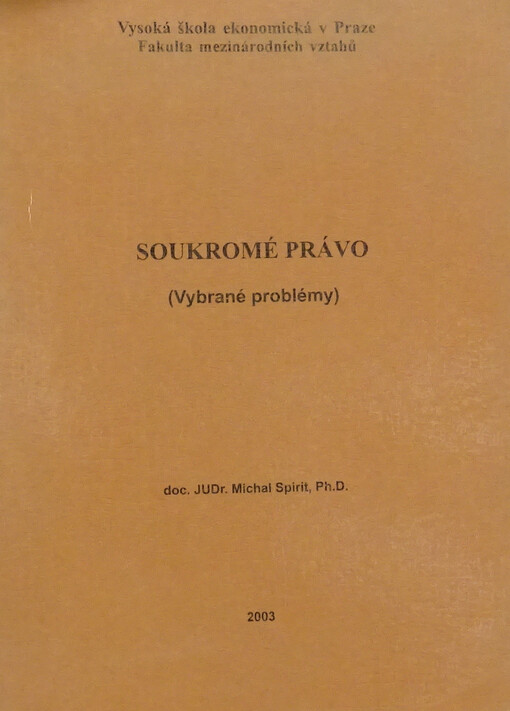 Vysoká škola ekonomická v Praze
Fakulta mezinárodních vztahů
SOUKROMÉ PRÁVO
(Vybrané problémy)
doc. JUDr. Michal Spirit, Ph.D.
2003